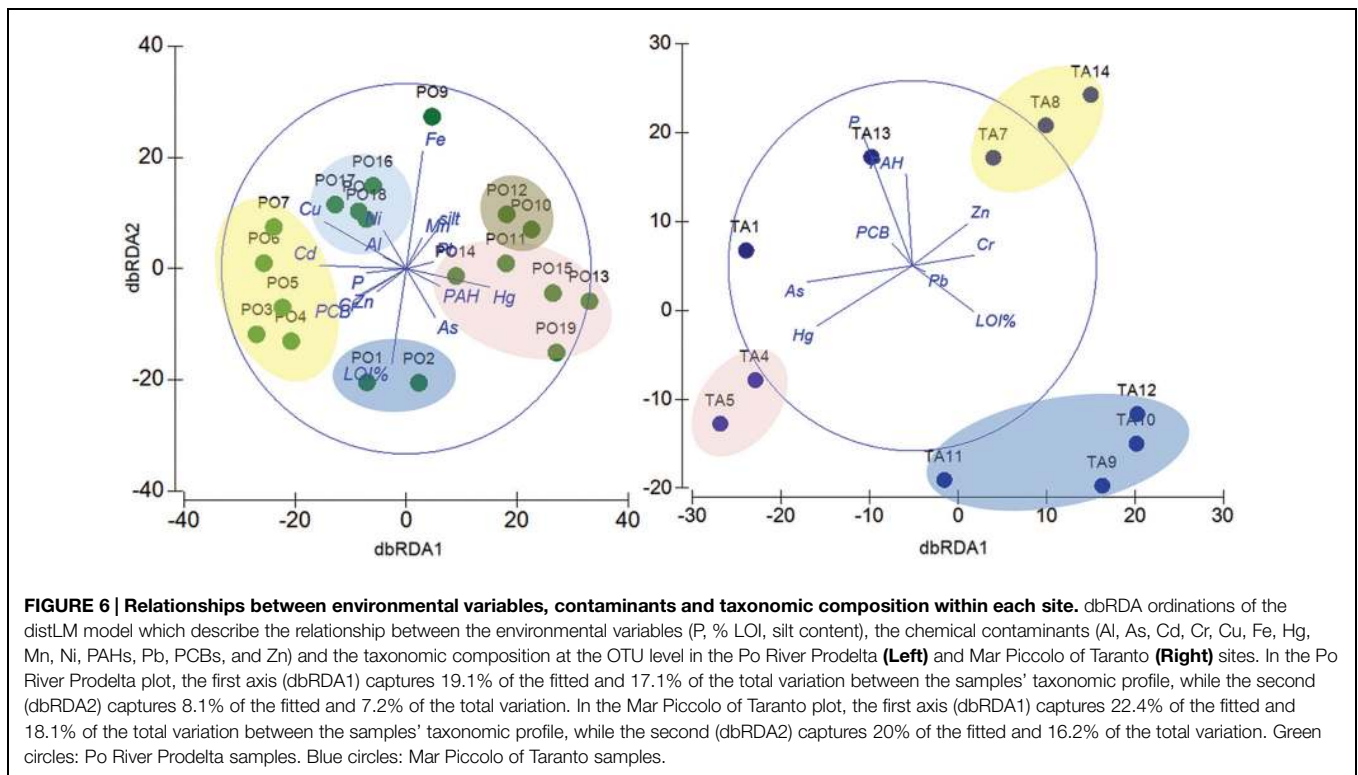 40
20
0
-20
-40
dbRDA2
-40
-20
0
20
40
dbRDA1
PO9
Fe
PO16
PO17
PO18
PO7
Cu
Ni
Mn
silt
PO12
PO10
PO6
Cd
Al
PO14
PO11
PO15
PO13
P
PO5
Zn
PCB
PAH
Hg
PO3
PO4
As
PO19
PO1
PO2
LOI%
30
20
10
0
-10
-20
-30
-20
-10
0
10
20
30
dbRDA1
TA14
TA8
TA7
P
TA13
PAH
Zn
TA1
PCB
Cr
As
Pb
Hg
LOI%
TA4
TA5
TA12
TA10
TA11
TA9
FIGURE 6 | Relationships between environmental variables, contaminants and taxonomic composition within each site. dbRDA ordinations of the
distLM model which describe the relationship between the environmental variables (P, % LOI, silt content), the chemical contaminants (Al, As, Cd, Cr, Cu, Fe, Hg,
Mn, Ni, PAHs, Pb, PCBs, and Zn) and the taxonomic composition at the OTU level in the Po River Prodelta (Left) and Mar Piccolo of Taranto (Right) sites. In the Po
River Prodelta plot, the first axis (dbRDA1) captures 19.1% of the fitted and 17.1% of the total variation between the samples' taxonomic profile, while the second
(dbRDA2) captures 8.1% of the fitted and 7.2% of the total variation. In the Mar Piccolo of Taranto plot, the first axis (dbRDA1) captures 22.4% of the fitted and
18.1% of the total variation between the samples' taxonomic profile, while the second (dbRDA2) captures 20% of the fitted and 16.2% of the total variation. Green
circles: Po River Prodelta samples. Blue circles: Mar Piccolo of Taranto samples.